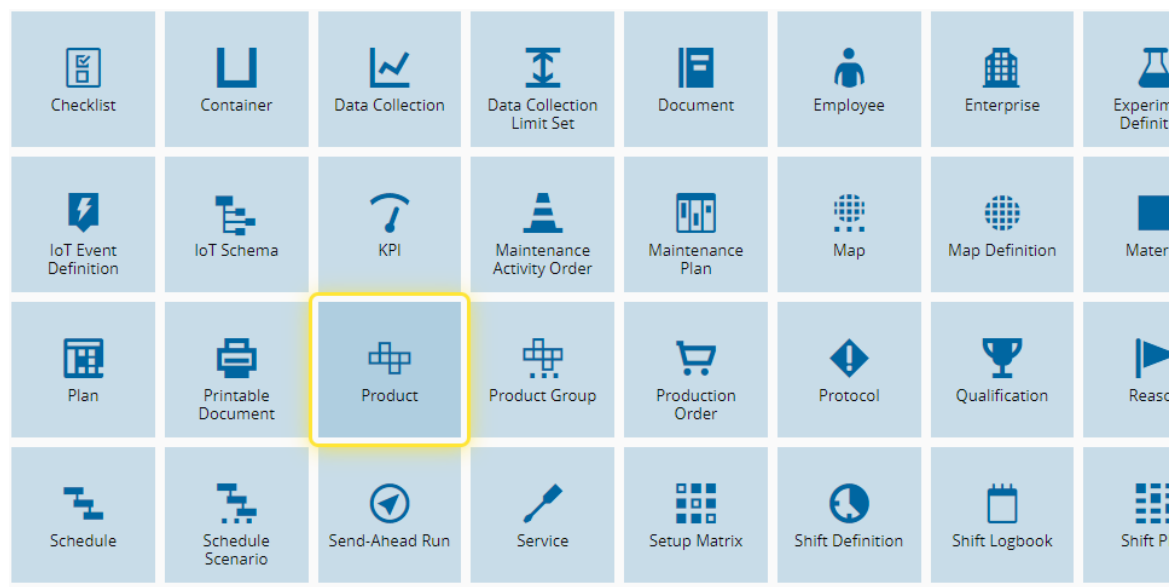 Checklist
Container
Data Collection
Data Collection
Limit Set
Document
Employee
Enterprise
IoT Event
Definition
IoT Schema
KPI
Maintenance
Activity Order
Maintenance
Plan
Map
Map Definition
Plan
Printable
Document
Product
Product Group
Production
Order
Protocol
Qualification
Schedule
Schedule
Scenario
Send-Ahead Run
Service
Setup Matrix
Shift Definition
Shift Logbook
Shift